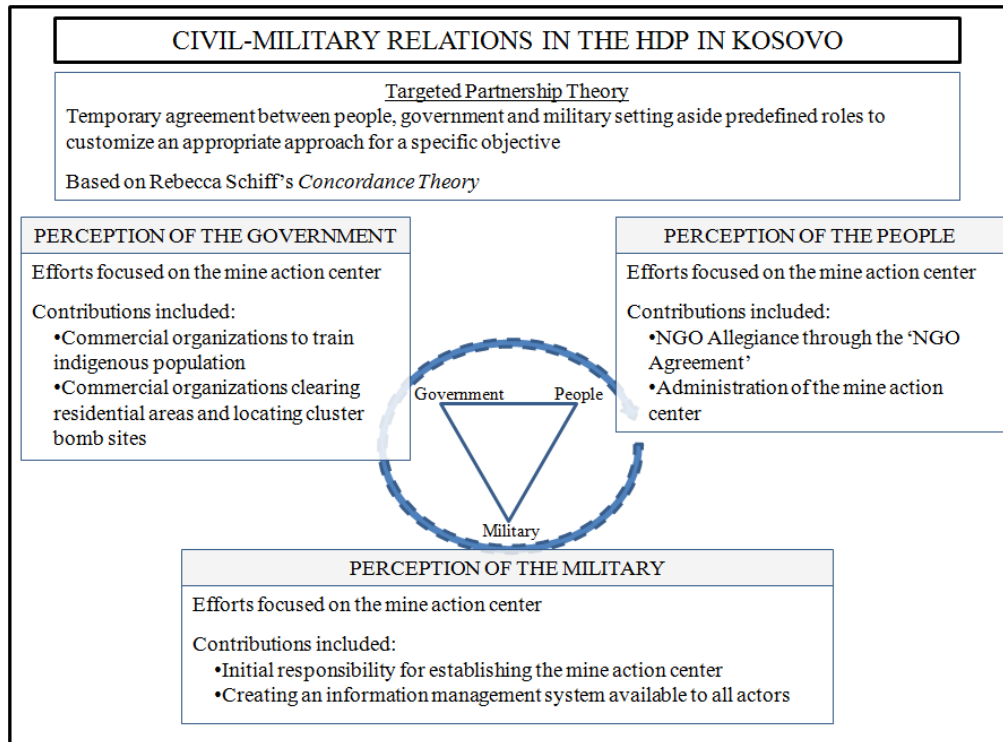 CIVIL-MILITARY RELATIONS IN THE HDP IN KOSOVO
Targeted Partnership Theory
Temporary agreement between people, government and military setting aside predefined roles to
customize an appropriate approach for a specific objective
Based on Rebecca Schiff's Concordance Theory
PERCEPTION OF THE GOVERNMENT
Efforts focused on the mine action center
Contributions included:
•Commercial organizations to train
indigenous population
•Commercial organizations clearing
residential areas and locating cluster
bomb sites
PERCEPTION OF THE PEOPLE
Efforts focused on the mine action center
Contributions included:
•NGO Allegiance through the 'NGO
Agreement'
•Administration of the mine action
center
Government
People
Military
PERCEPTION OF THE MILITARY
Efforts focused on the mine action center
Contributions included:
•Initial responsibility for establishing the mine action center
•Creating an information management system available to all actors